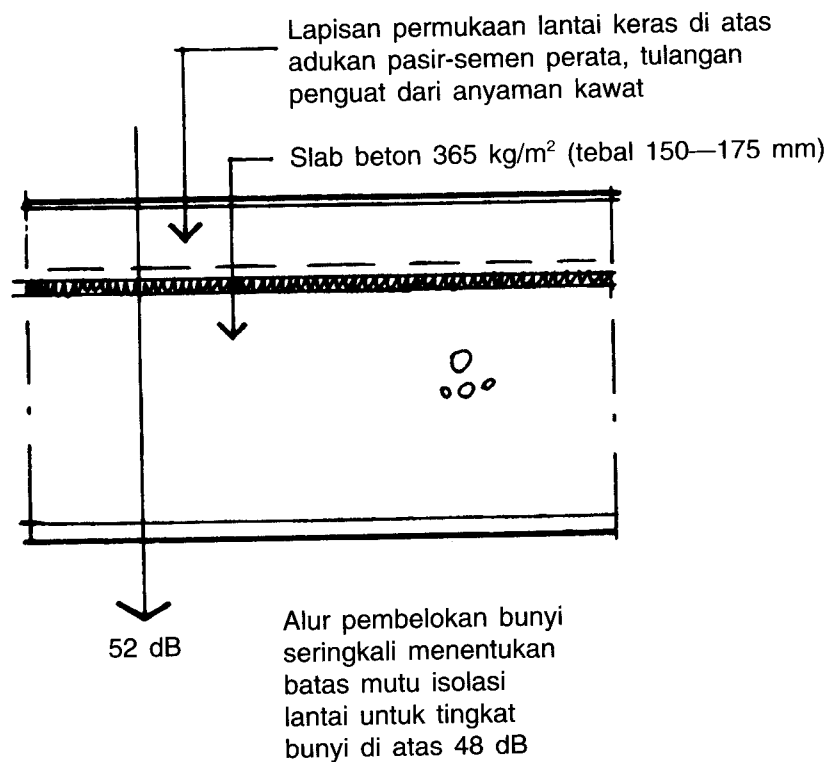 Lapisan permukaan lantai keras di atas
adukan pasir-semen perata, tulangan
penguat dari anyaman kawat
Slab beton 365 kg/m² (tebal 150—175 mm)
52 dB
Alur pembelokan bunyi
seringkali menentukan
batas mutu isolasi
lantai untuk tingkat
bunyi di atas 48 dB